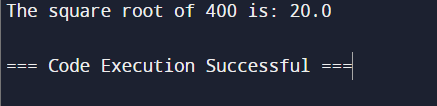 The square root of 400 is: 20.0
=== Code Execution Successful ===